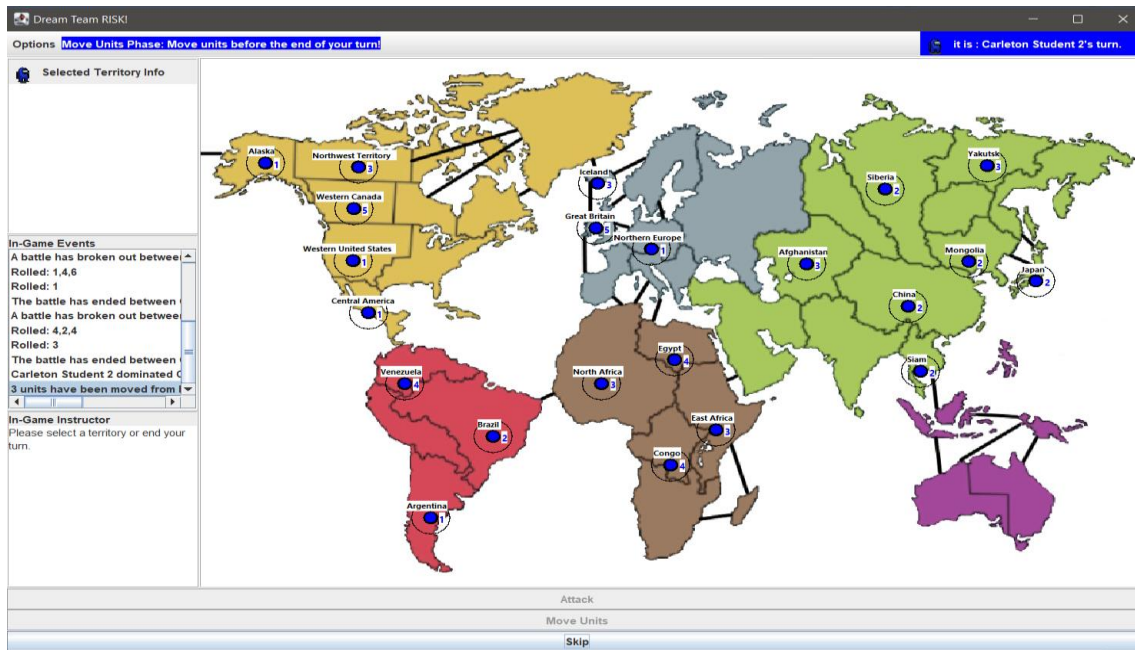 Dream Team RISK!
Options Move Units Phase: Move units before the end of your turn!
it is : Carleton Student 2's turn.
Selected Territory Info
In-Game Events
A battle has broken out between
Rolled: 1,4,6
Rolled: 1
The battle has ended between
A battle has broken out between
Rolled: 4,2,4
Rolled: 3
The battle has ended between
Carleton Student 2 dominated
3 units have been moved from
In-Game Instructor
Please select a territory or end your
turn.
Alaska
1
Northwest Territory
3
Western Canada
5
Western United States
1
Central America
1
Venezuela
4
Brazil
2
Argentina
1
Iceland
3
Great Britain
5
Northern Europe
1
North Africa
3
Egypt
4
East Africa
3
Congo
4
Yakutsk
3
Siberia
2
Afghanistan
3
Mongolia
2
Japan
2
China
2
Siam
2
Attack
Move Units
Skip